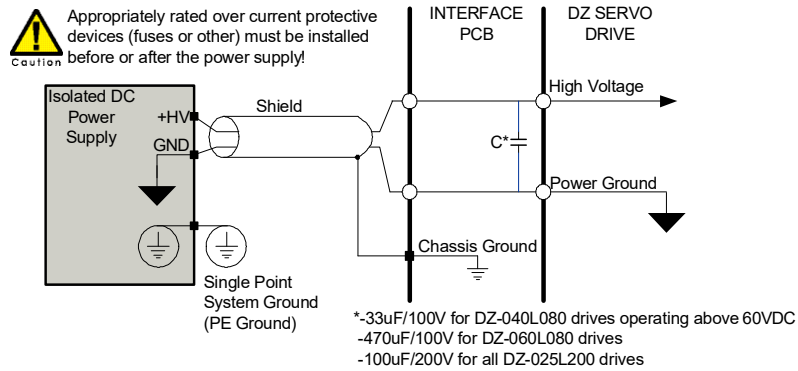 Appropriately rated over current protective
devices (fuses or other) must be installed
before or after the power supply!
Caution
INTERFACE
PCB
DZ SERVO
DRIVE
Isolated DC
Power
Supply
+HV
GND
Shield
C*
High Voltage
Power Ground
Chassis Ground
Single Point
System Ground
(PE Ground)
*-33uF/100V for DZ-040L080 drives operating above 60VDC
-470uF/100V for DZ-060L080 drives
-100uF/200V for all DZ-025L200 drives